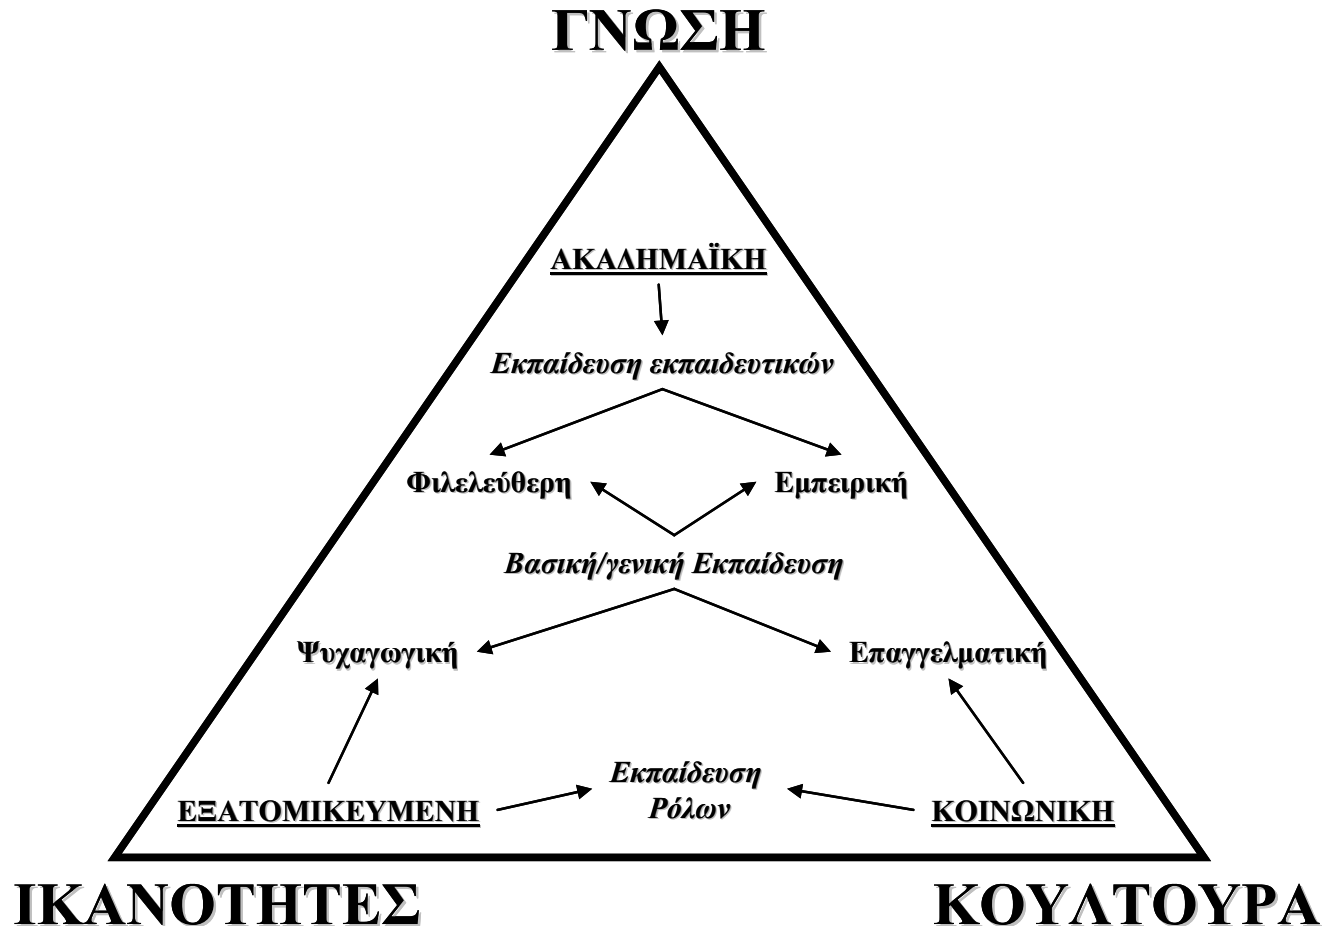 ΓΝΩΣΗ
ΑΚΑΔΗΜΑΪΚΗ
Εκπαίδευση εκπαιδευτικών
Φιλελεύθερη
Εμπειρική
Βασική/γενική Εκπαίδευση
Ψυχαγωγική
Επαγγελματική
Εκπαίδευση
Ρόλων
ΕΞΑΤΟΜΙΚΕΥΜΕΝΗ
ΚΟΙΝΩΝΙΚΗ
ΙΚΑΝΟΤΗΤΕΣ
ΚΟΥΛΤΟΥΡΑ